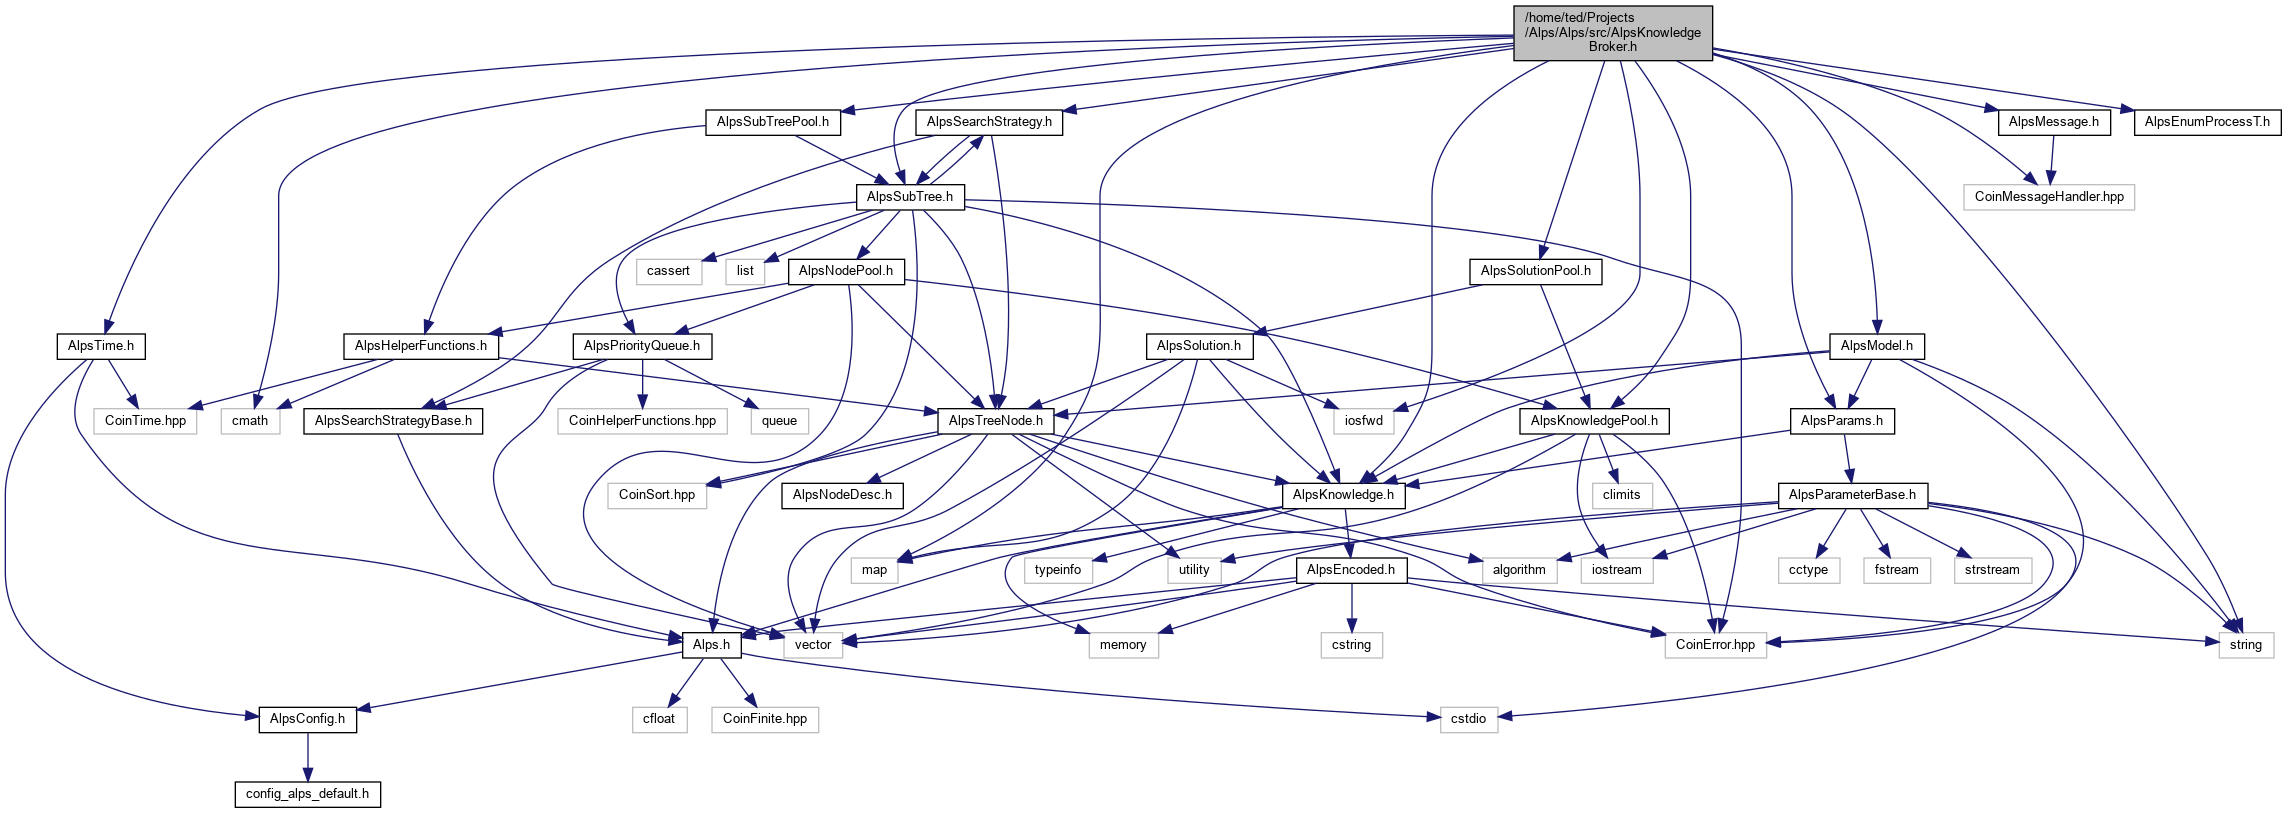 /home/ted/Projects
/Alps/Alps/src/AlpsKnowledge
Broker.h
AlpsSubTreePool.h
AlpsSearchStrategy.h
AlpsMessage.h
AlpsEnumProcessT.h
AlpsSubTree.h
CoinMessageHandler.hpp
cassert
list
AlpsNodePool.h
AlpsSolutionPool.h
AlpsTime.h
AlpsHelperFunctions.h
AlpsPriorityQueue.h
AlpsSolution.h
AlpsModel.h
CoinTime.hpp
cmath
AlpsSearchStrategyBase.h
CoinHelperFunctions.hpp
queue
AlpsTreeNode.h
iosfwd
AlpsKnowledgePool.h
AlpsParams.h
CoinSort.hpp
AlpsNodeDesc.h
AlpsKnowledge.h
climits
AlpsParameterBase.h
map
typeinfo
utility
AlpsEncoded.h
algorithm
iostream
cctype
fstream
strstream
Alps.h
vector
memory
cstring
CoinError.hpp
string
AlpsConfig.h
cfloat
CoinFinite.hpp
cstdio
config_alps_default.h